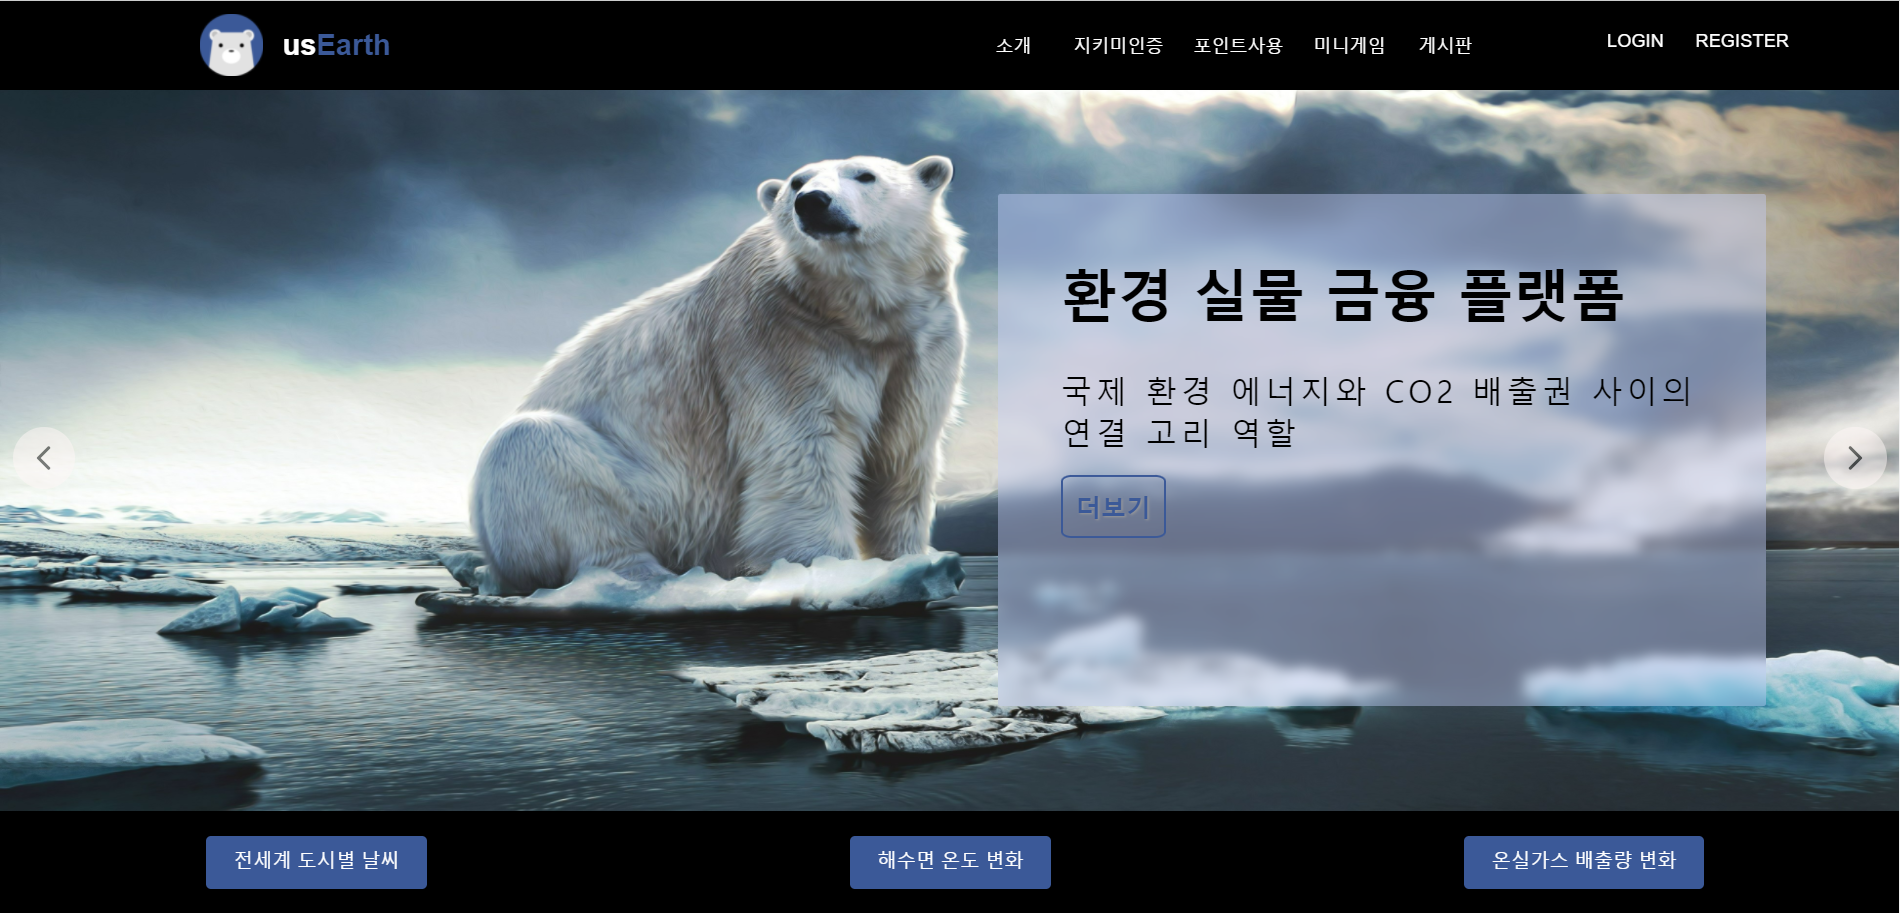 usEarth
소개 지키미인증 포인트사용 미니게임 게시판 LOGIN REGISTER
환경 실물 금융 플랫폼
국제 환경 에너지와 CO2 배출권 사이의
연결 고리 역할
더보기
전세계 도시별 날씨
해수면 온도 변화
온실가스 배출량 변화